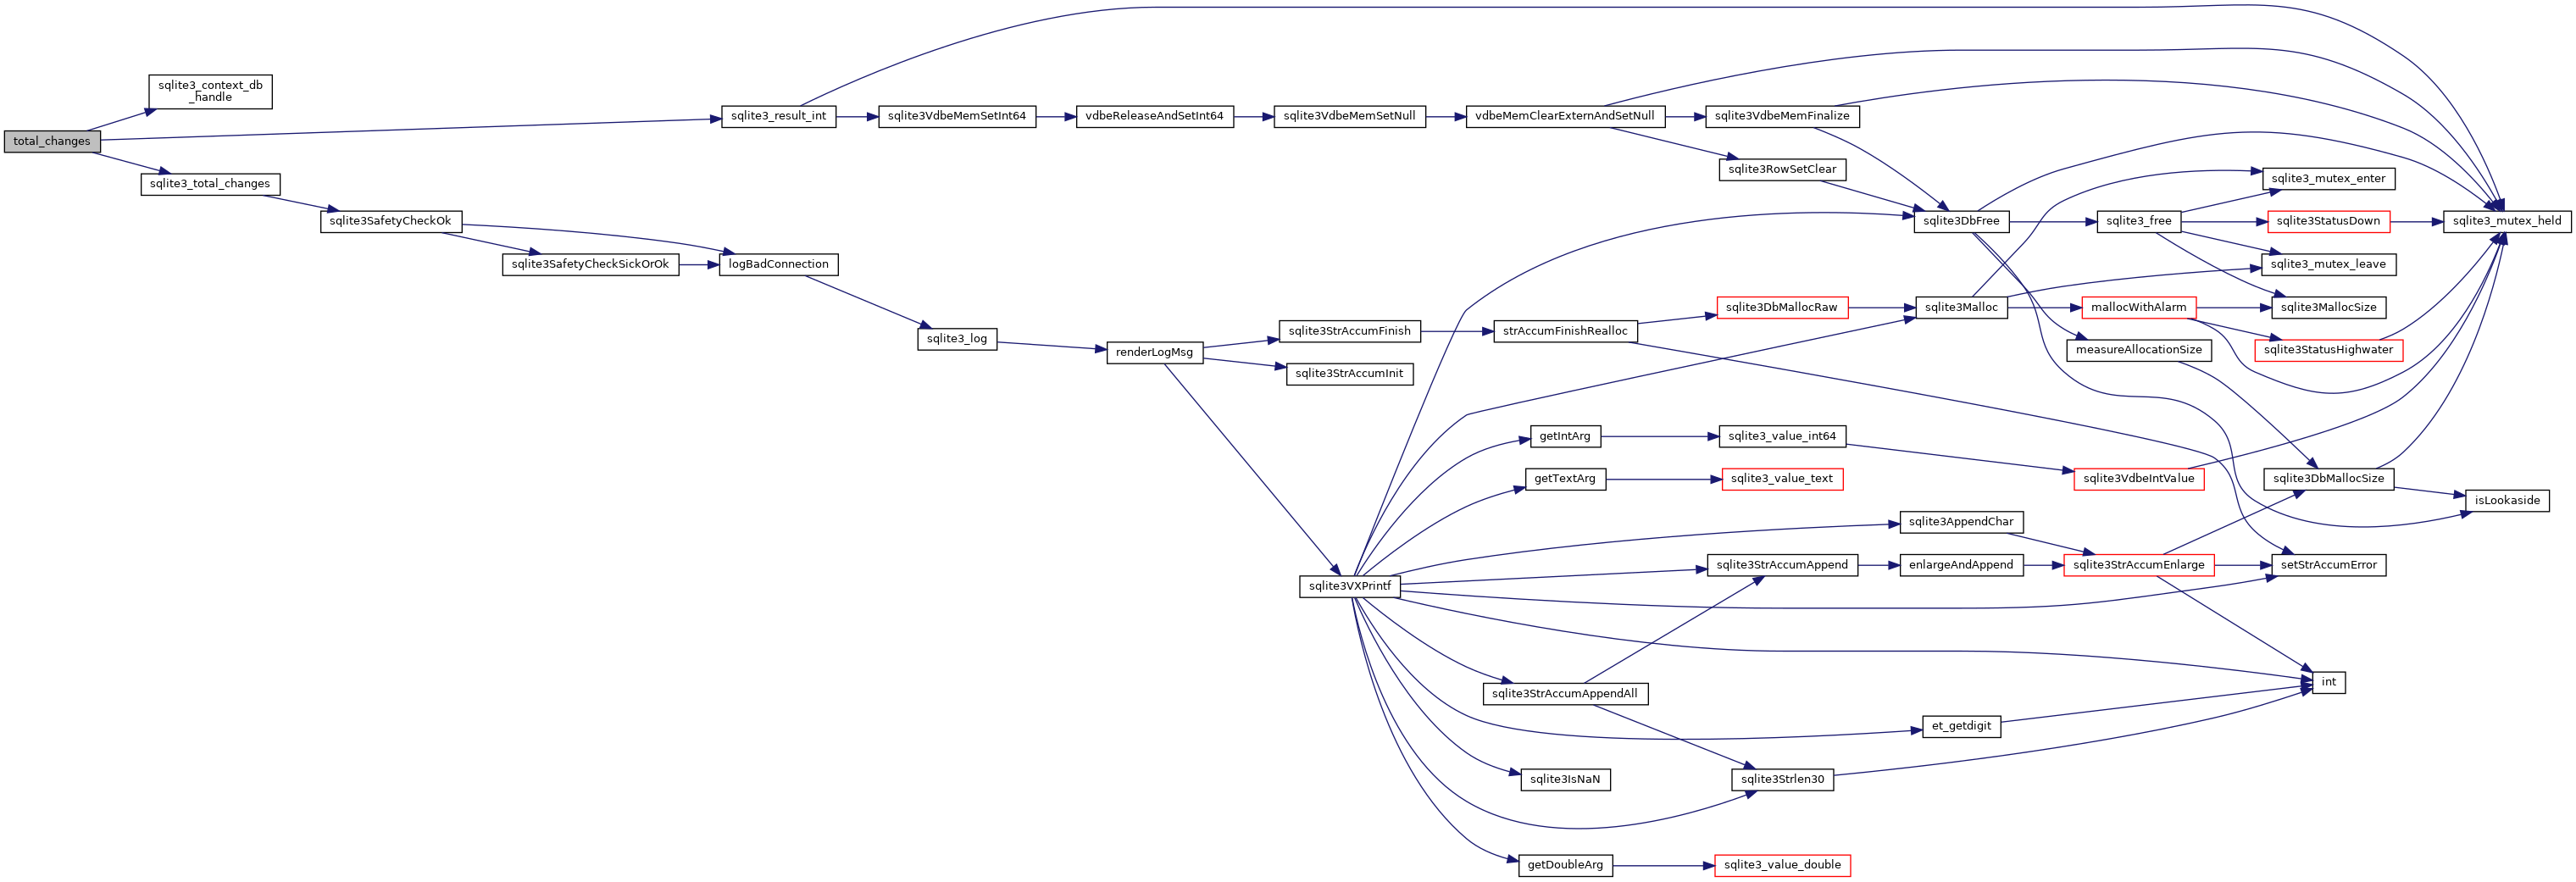 total_changes
sqlite3_context_db
_handle
sqlite3_total_changes
sqlite3SafetyCheckOk
sqlite3SafetyCheckSickOrOk
sqlite3_result_int
logBadConnection
sqlite3VdbeMemSetInt64
sqlite3_log
vdbeReleaseAndSetInt64
renderLogMsg
sqlite3VdbeMemSetNull
sqlite3StrAccumFinish
sqlite3StrAccumInit
sqlite3VXPrintf
vdbeMemClearExternAndSetNull
strAccumFinishRealloc
getIntArg
getTextArg
sqlite3StrAccumAppendAll
sqlite3IsNaN
getDoubleArg
sqlite3VdbeMemFinalize
sqlite3RowSetClear
sqlite3DbMallocRaw
sqlite3_value_int64
sqlite3_value_text
sqlite3StrAccumAppend
sqlite3Strlen30
sqlite3_value_double
sqlite3DbFree
sqlite3Malloc
sqlite3AppendChar
enlargeAndAppend
et_getdigit
sqlite3_free
mallocWithAlarm
measureAllocationSize
sqlite3VdbeIntValue
sqlite3StrAccumEnlarge
sqlite3_mutex_enter
sqlite3StatusDown
sqlite3_mutex_leave
sqlite3MallocSize
sqlite3StatusHighwater
sqlite3DbMallocSize
setStrAccumError
int
sqlite3_mutex_held
isLookaside